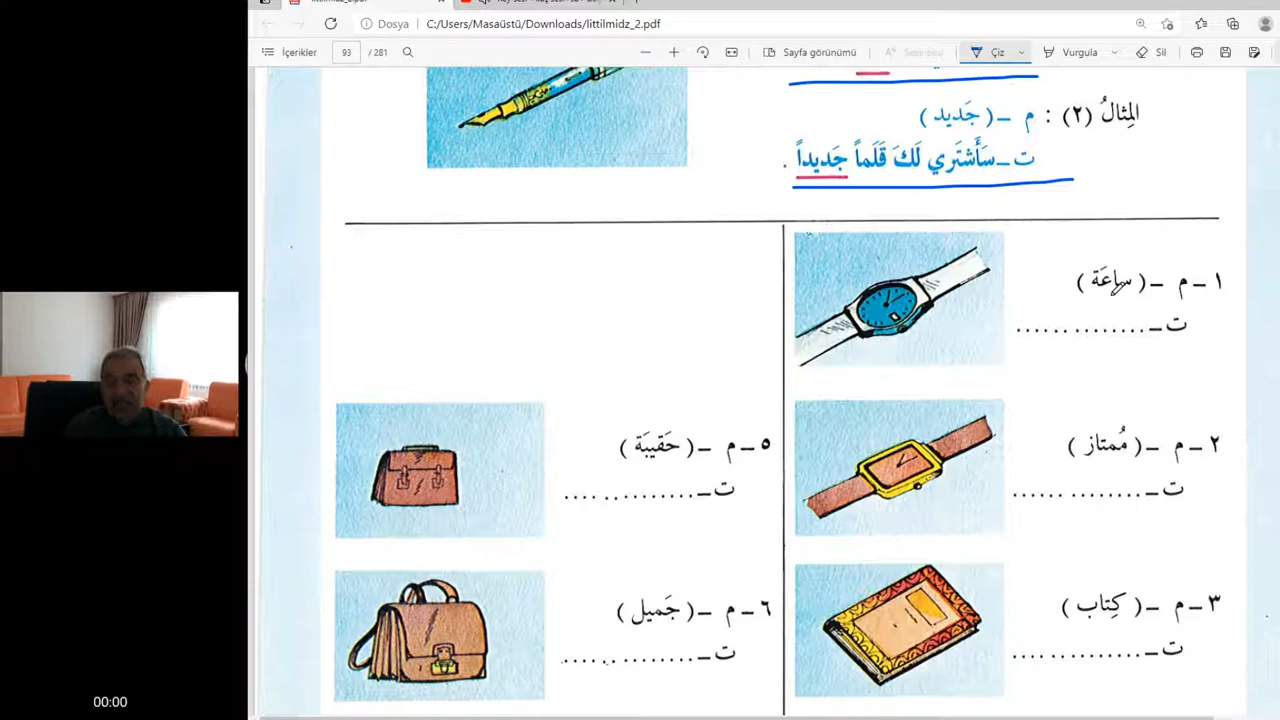 Dosya
C:/Users/Masaüstü/Downloads/littilmidz_2.pdf
İçerikler
93
/ 281
Sayfa görünümü
Çiz
Vurgula
Sil
المِثالُ (٢) : م ـ ( جَديد )
ت ـ سَأَشتَري لَكَ قَلَماً جَديداً .
١ ـ م ـ ( ساعَة )
ت ـ ................
٢ ـ م ـ ( مُمتاز )
ت ـ ................
٣ ـ م ـ ( كِتاب )
ت ـ ................
٥ ـ م ـ ( حَقيبَة )
ت ـ ................
٦ ـ م ـ ( جَميل )
ت ـ ................
00:00